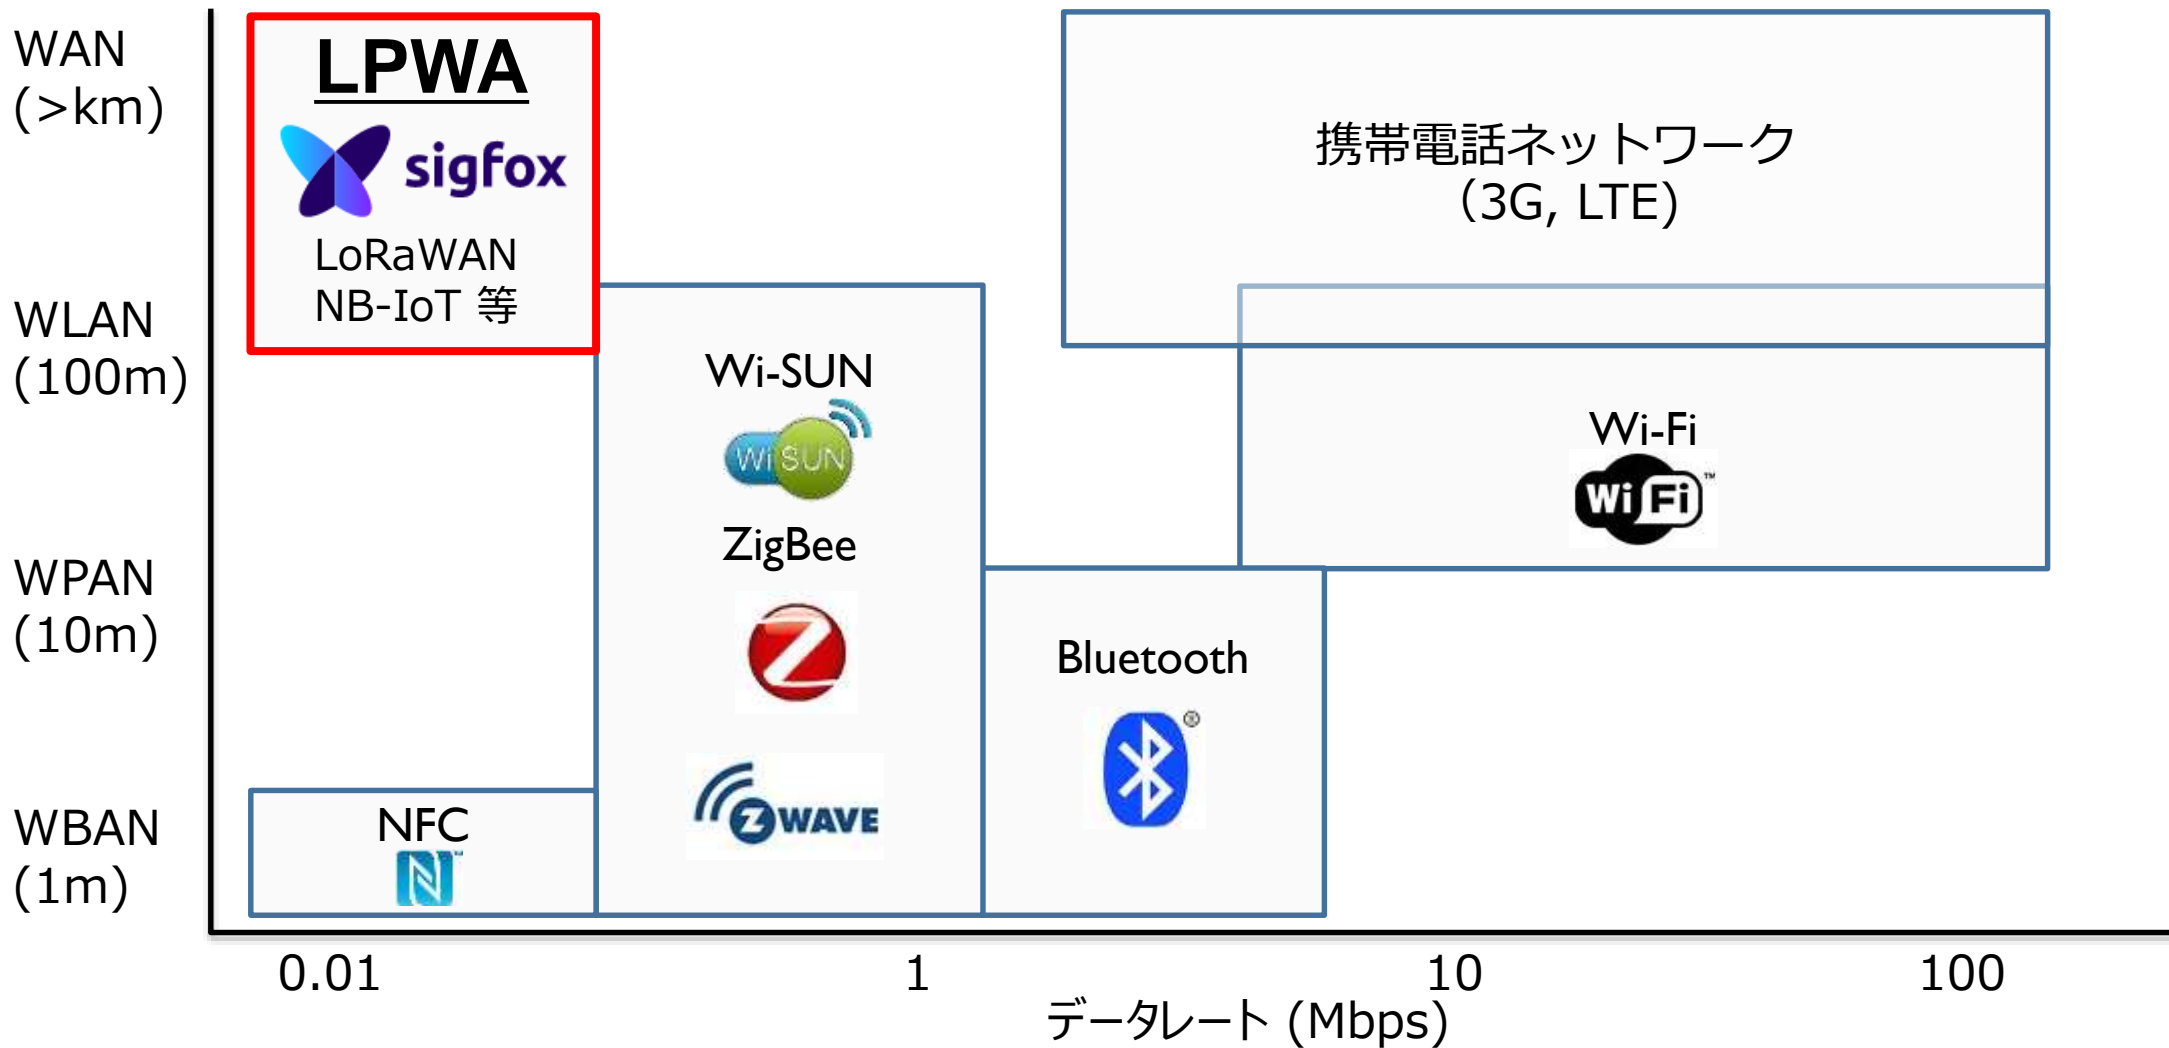 WAN
(>km)
WLAN
(100m)
WPAN
(10m)
WBAN
(1m)
LPWA
sigfox
LoRaWAN
NB-IoT 等
携帯電話ネットワーク
（3G, LTE)
Wi-SUN
Wi SUN
ZigBee
Z WAVE
Wi-Fi
Wi Fi™
Bluetooth
®
NFC
N
0.01
1
10
100
データレート (Mbps)